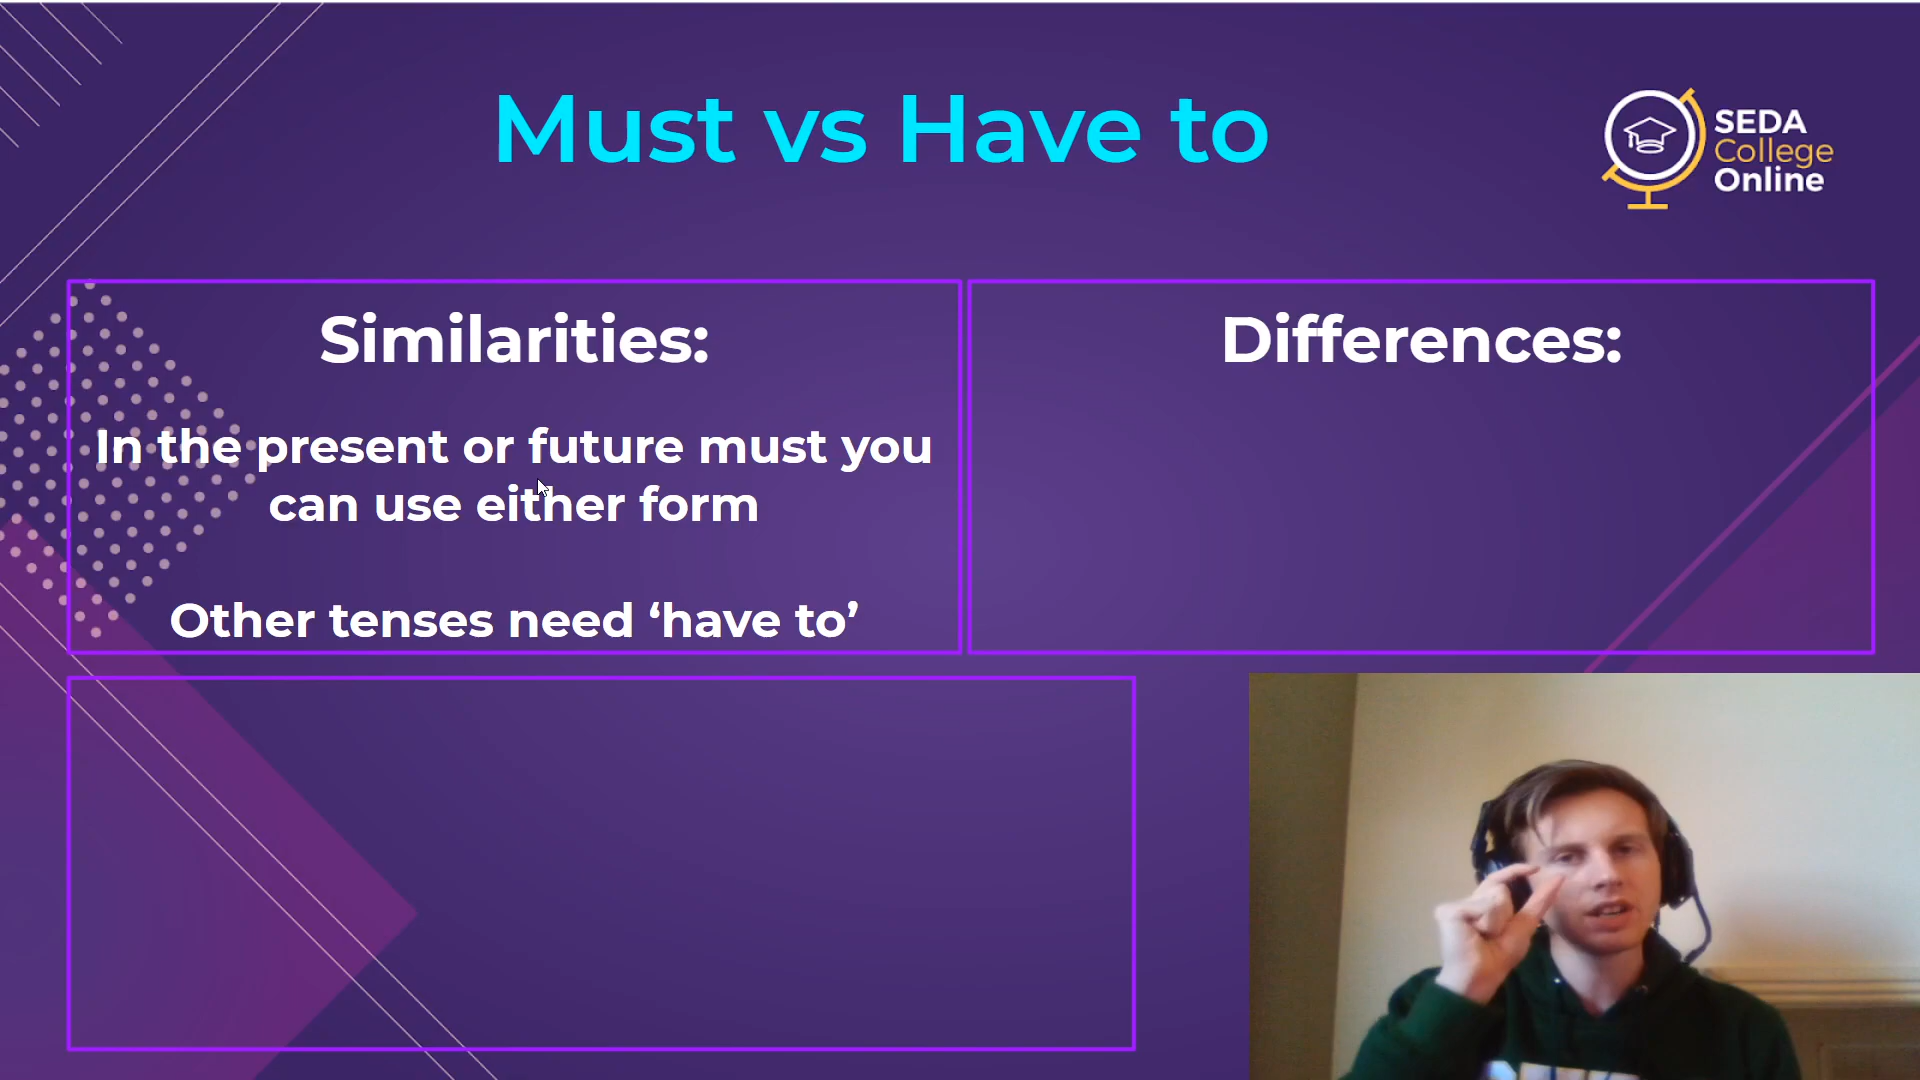 Must vs Have to
SEDA
College
Online
Similarities:
In the present or future must you
can use either form
Other tenses need ‘have to’
Differences: